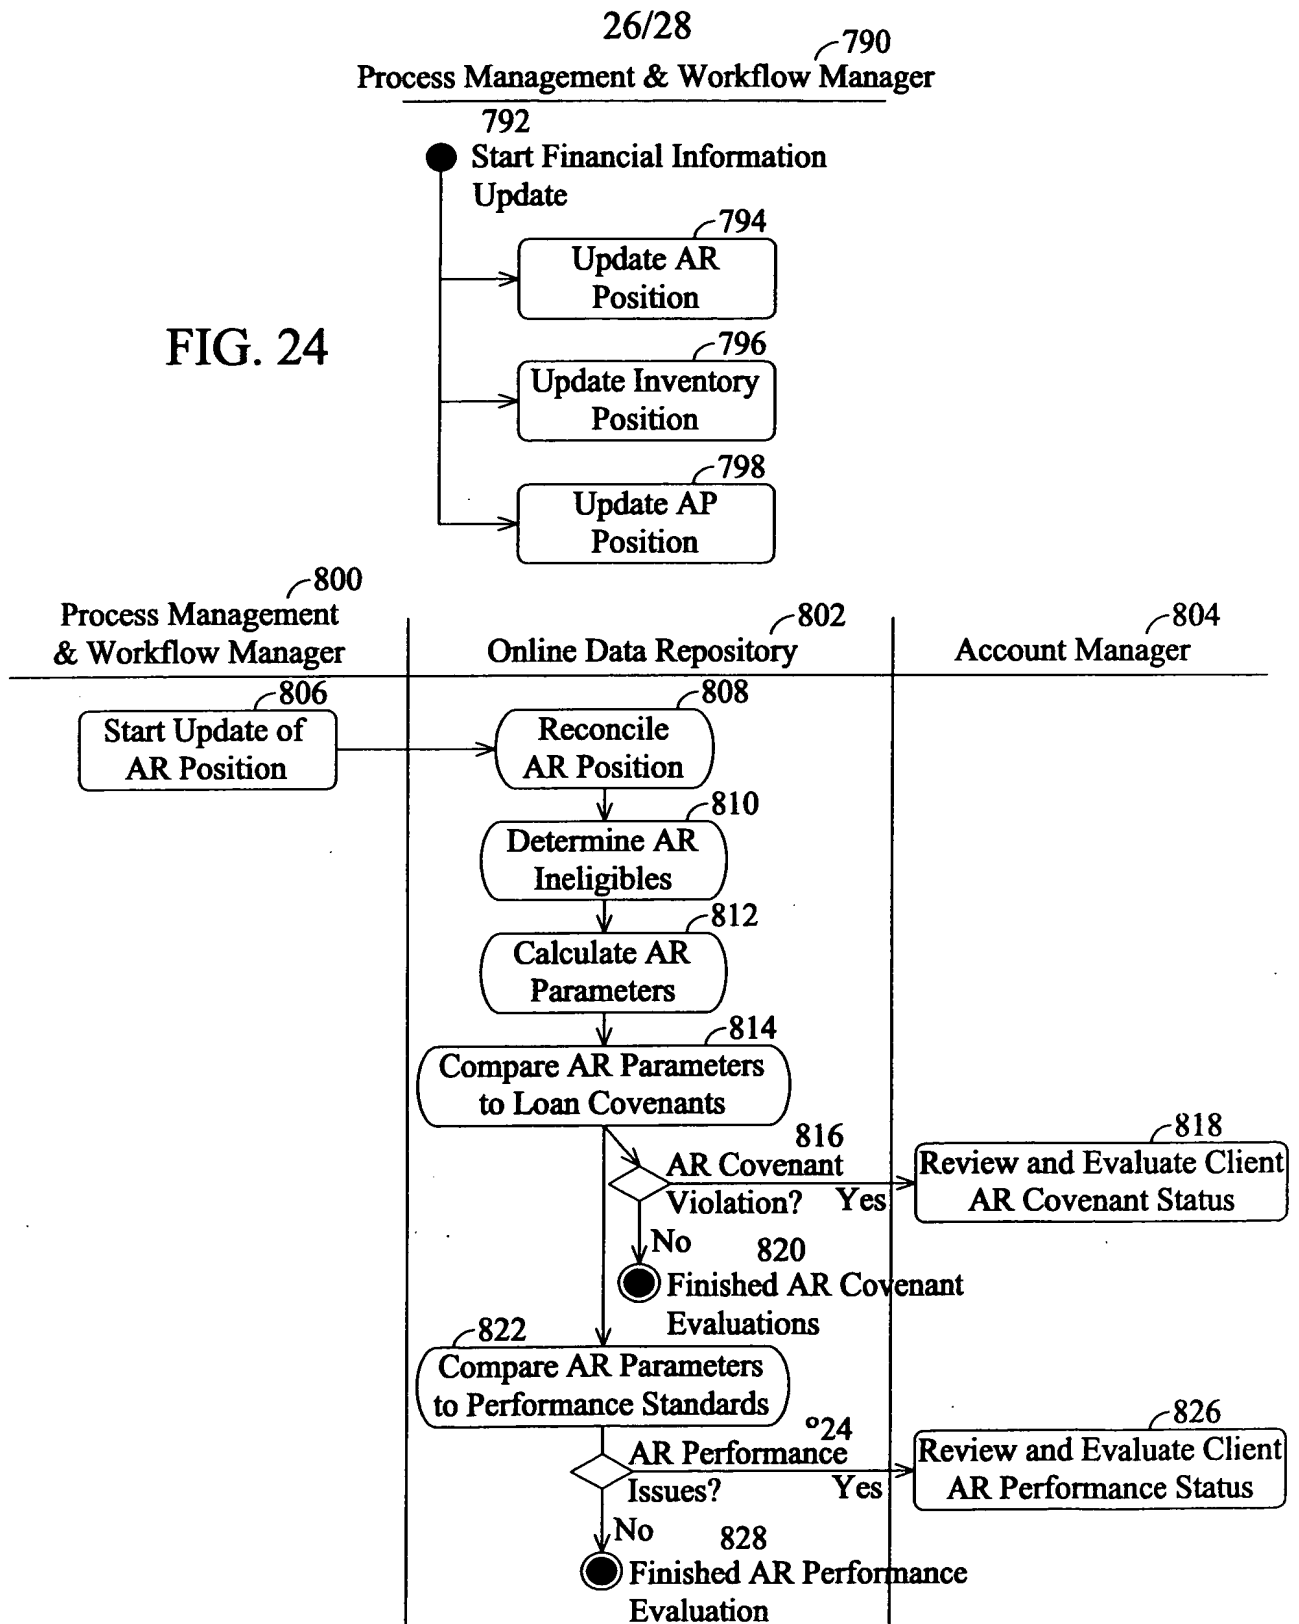 26/28
790
Process Management & Workflow Manager
792
Start Financial Information
Update
794
Update AR
Position
FIG. 24
796
Update Inventory
Position
798
Update AP
Position
800
Process Management
& Workflow Manager
802
Online Data Repository
804
Account Manager
806
Start Update of
AR Position
808
Reconcile
AR Position
810
Determine AR
Ineligibles
812
Calculate AR
Parameters
814
Compare AR Parameters
to Loan Covenants
816
AR Covenant
Violation? Yes
818
Review and Evaluate Client
AR Covenant Status
No
820
Finished AR Covenant
Evaluations
822
Compare AR Parameters
to Performance Standards
°24
AR Performance
Issues? Yes
826
Review and Evaluate Client
AR Performance Status
No
828
Finished AR Performance
Evaluation